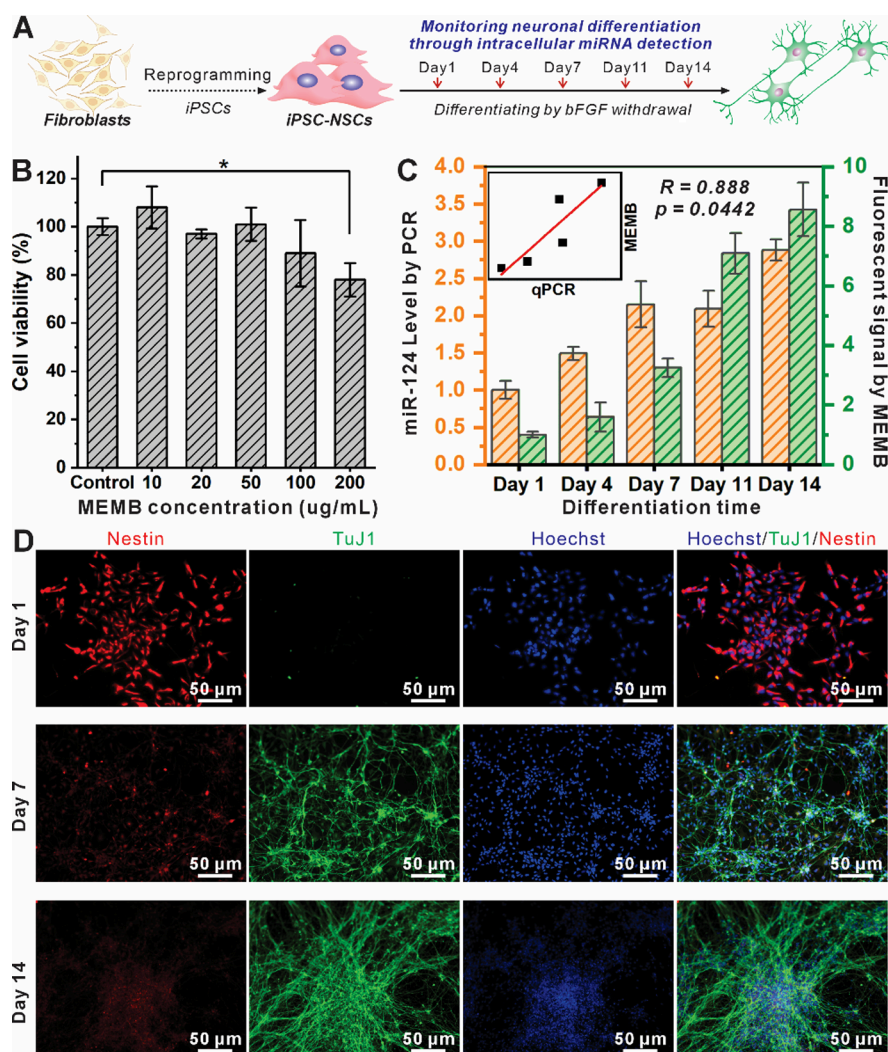 A
Monitoring neuronal differentiation
through intracellular miRNA detection
Reprogramming
iPSCs
Day1 Day4 Day7 Day11 Day14
Differentiating by bFGF withdrawal
Fibroblasts
iPSC-NSCs
B
*
Cell viability (%)
120
100
80
60
40
20
0
Control 10 20 50 100 200
MEMB concentration (ug/mL)
C
miR-124 Level by PCR
4.0
3.5
3.0
2.5
2.0
1.5
1.0
0.5
0.0
MEMB
qPCR
R = 0.888
p = 0.0442
10
8
6
4
2
0
Fluorescent signal by MEMB
Day 1 Day 4 Day 7 Day 11 Day 14
Differentiation time
D
Nestin TuJ1 Hoechst Hoechst/TuJ1/Nestin
Day 1
50 µm 50 µm 50 µm 50 µm
Day 7
50 µm 50 µm 50 µm 50 µm
Day 14
50 µm 50 µm 50 µm 50 µm